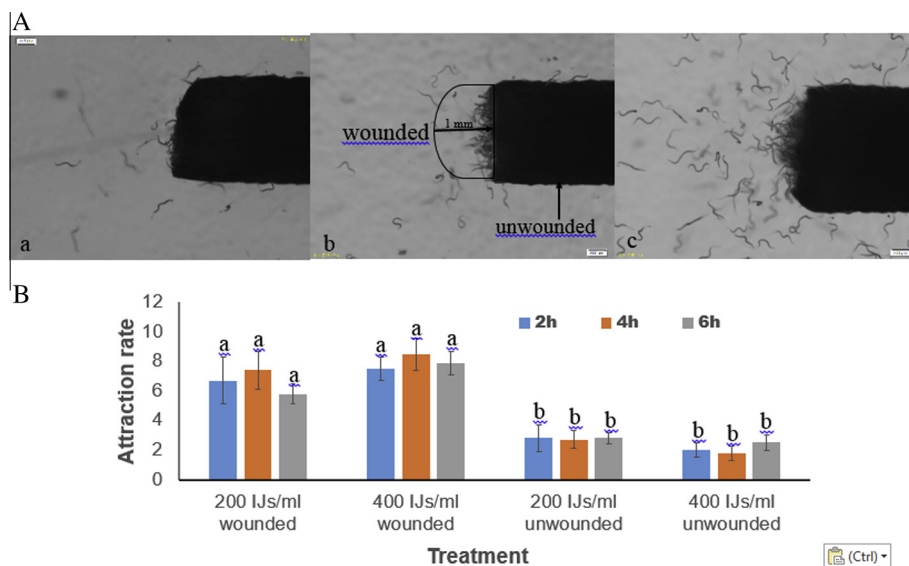 A
a
wounded
1 mm
unwounded
b
c
B
12
10
8
6
4
2
0
Attraction rate
2h
4h
6h
a a a
a a a
b b b
b b b
200 IJs/ml
wounded
400 IJs/ml
wounded
200 IJs/ml
unwounded
400 IJs/ml
unwounded
Treatment
(Ctrl)